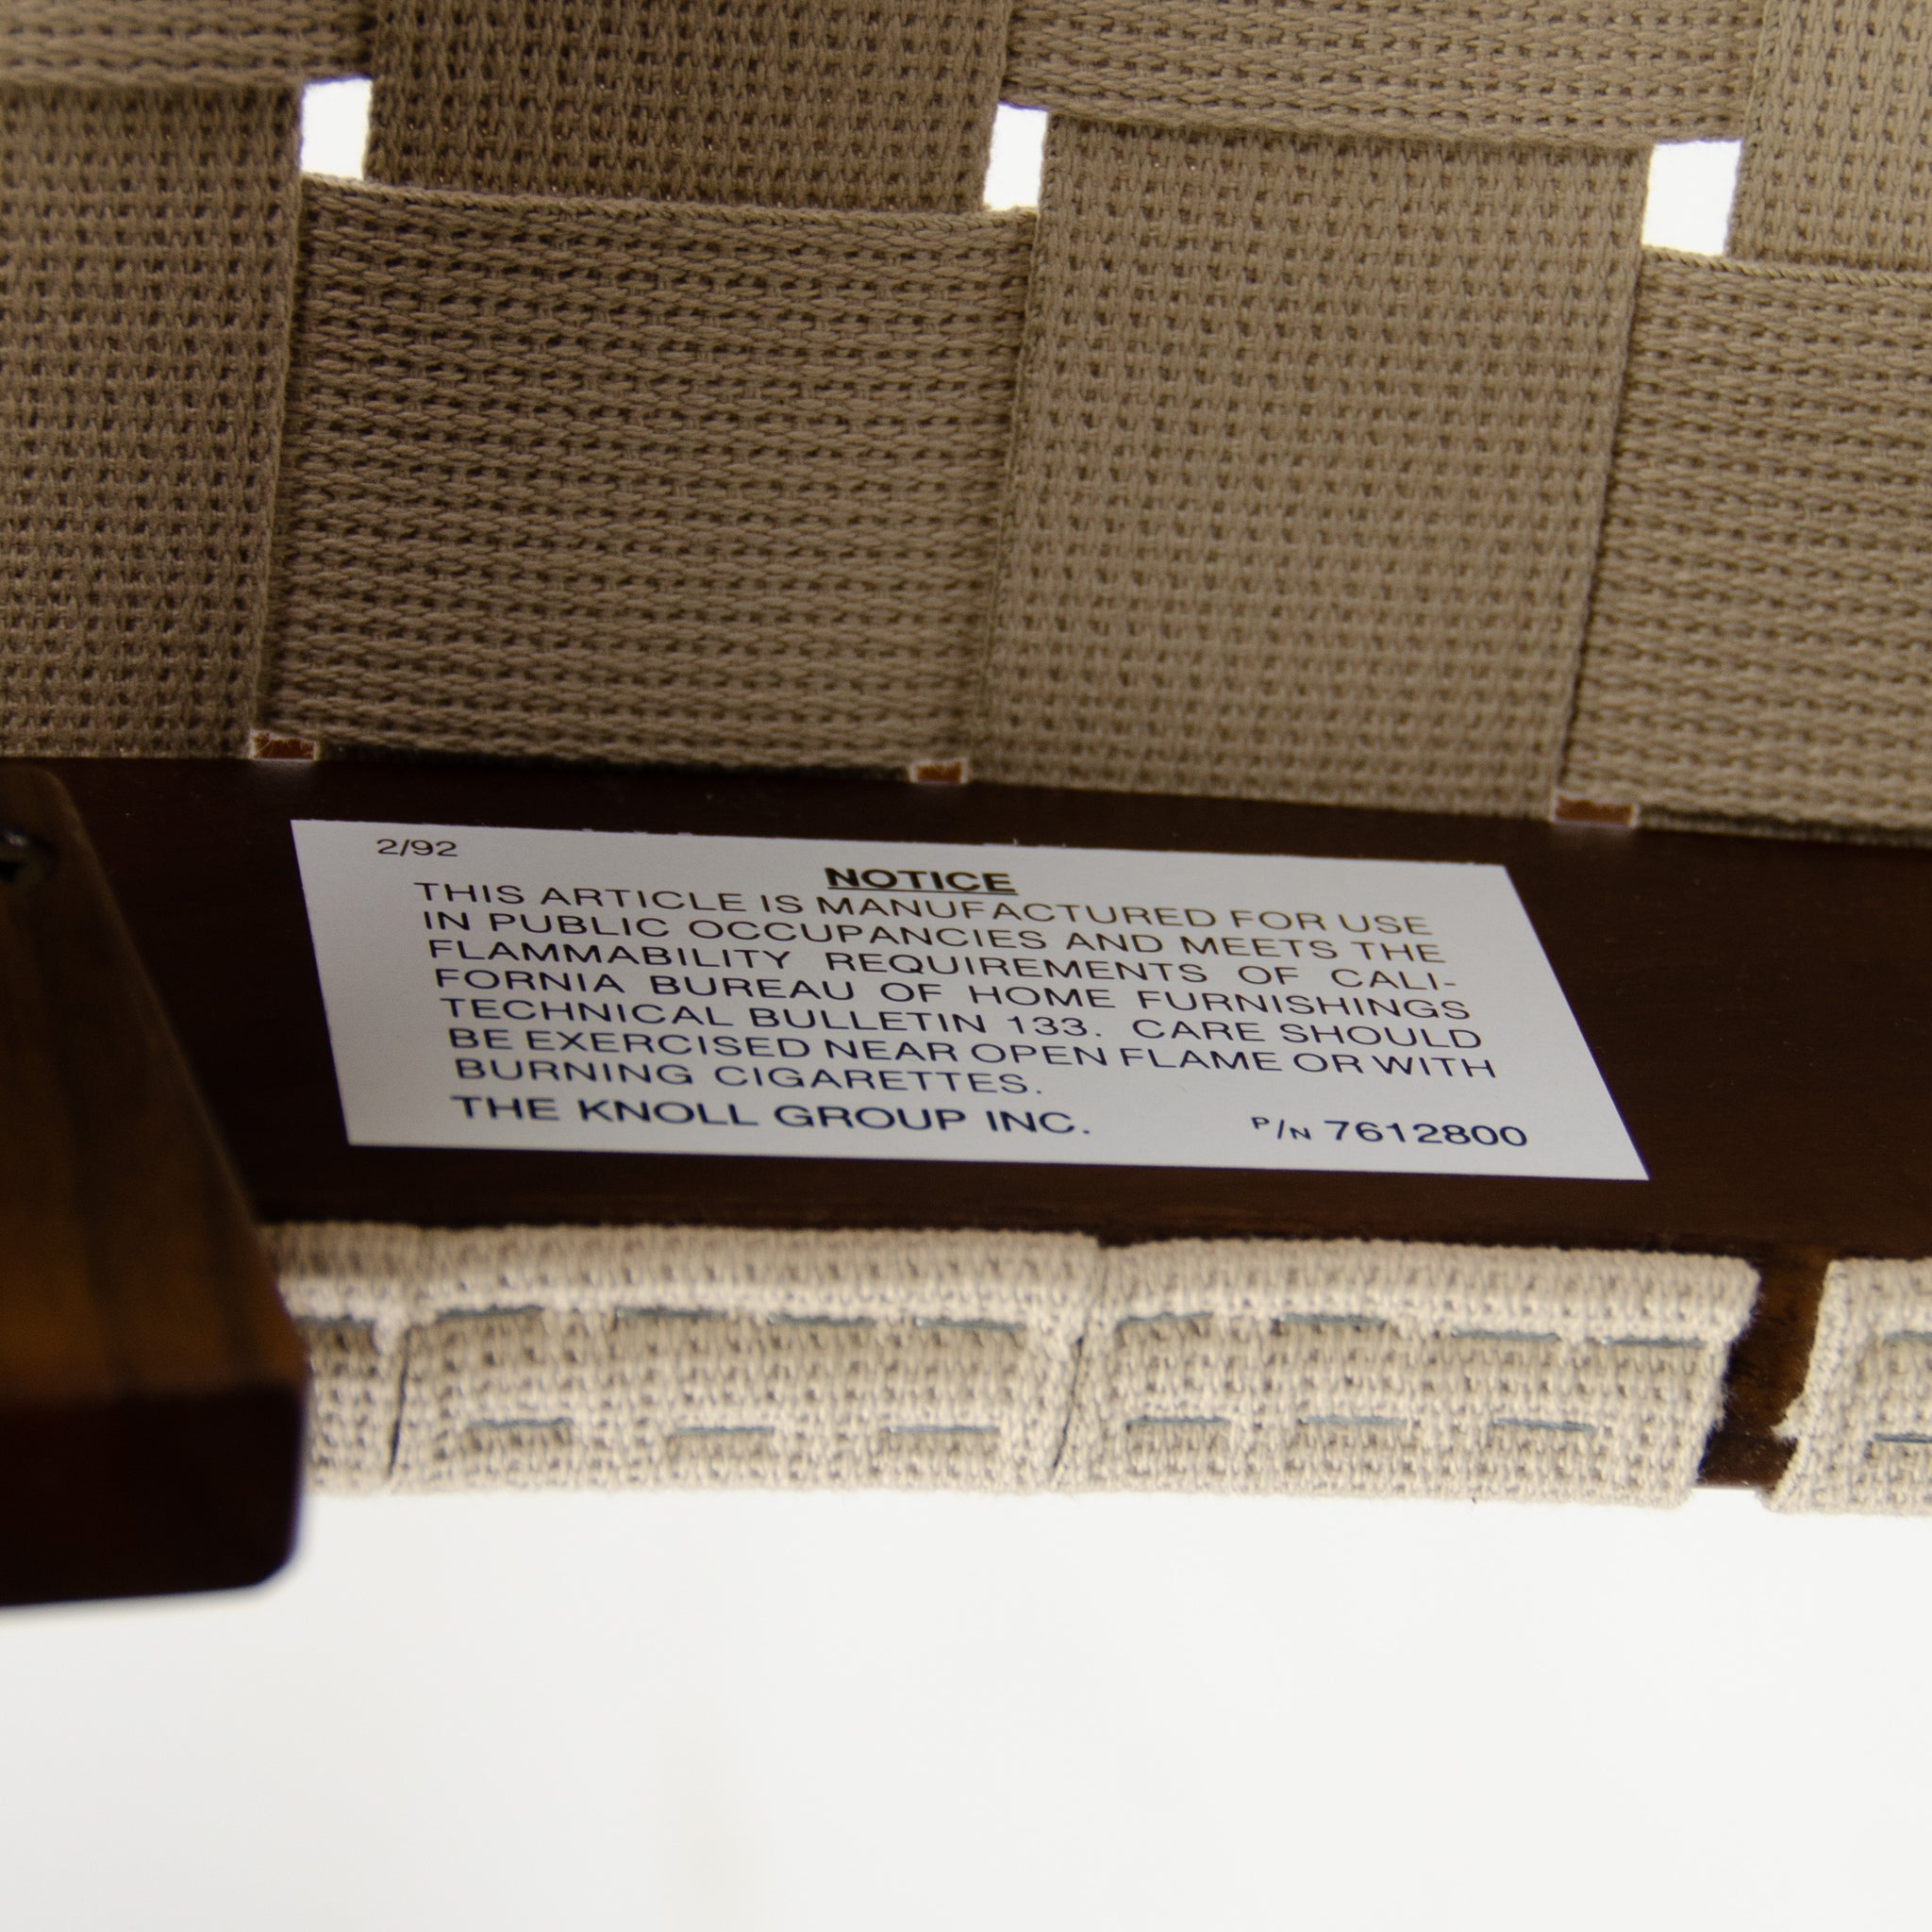 2/92
NOTICE
THIS ARTICLE IS MANUFACTURED FOR USE
IN PUBLIC OCCUPANCIES AND MEETS THE
FLAMMABILITY REQUIREMENTS OF CALI-
FORNIA BUREAU OF HOME FURNISHINGS
TECHNICAL BULLETIN 133. CARE SHOULD
BE EXERCISED NEAR OPEN FLAME OR WITH
BURNING CIGARETTES.
THE KNOLL GROUP INC. P/N 7612800